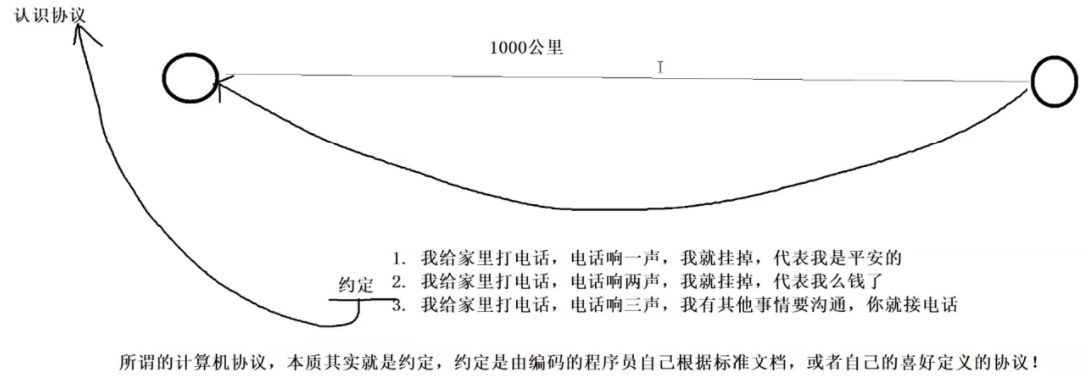 认识协议
1000公里
1. 我给家里打电话，电话响一声，我就挂掉，代表我是平安的
约定 2. 我给家里打电话，电话响两声，我就挂掉，代表我么钱了
3. 我给家里打电话，电话响三声，我有其他事情要沟通，你就接电话
所谓的计算机协议，本质其实就是约定，约定是由编码的程序员自己根据标准文档，或者自己的喜好定义的协议！